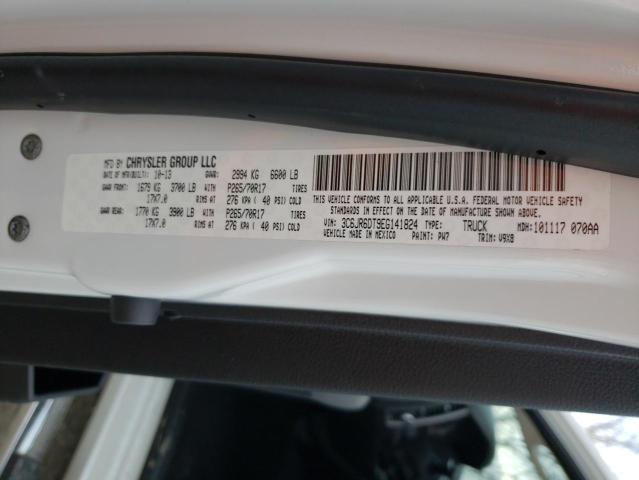 MFD BY CHRYSLER GROUP LLC
DATE OF MFR(BUILT): 10-13 GVWR: 2994 KG 6600 LB
GAWR FRONT: 1679 KG 3700 LB WITH P265/70R17 TIRES
17X7.0 RIMS AT 276 KPA ( 40 PSI) COLD
GAWR REAR: 1770 KG 3900 LB WITH P265/70R17 TIRES
17X7.0 RIMS AT 276 KPA ( 40 PSI) COLD
THIS VEHICLE CONFORMS TO ALL APPLICABLE U.S.A. FEDERAL MOTOR VEHICLE SAFETY
STANDARDS IN EFFECT ON THE DATE OF MANUFACTURE SHOWN ABOVE.
VIN: 3C6JR6DT9EG141824 TYPE: TRUCK MDH: 101117 070AA
VEHICLE MADE IN MEXICO PAINT: PW7 TRIM: V9X8